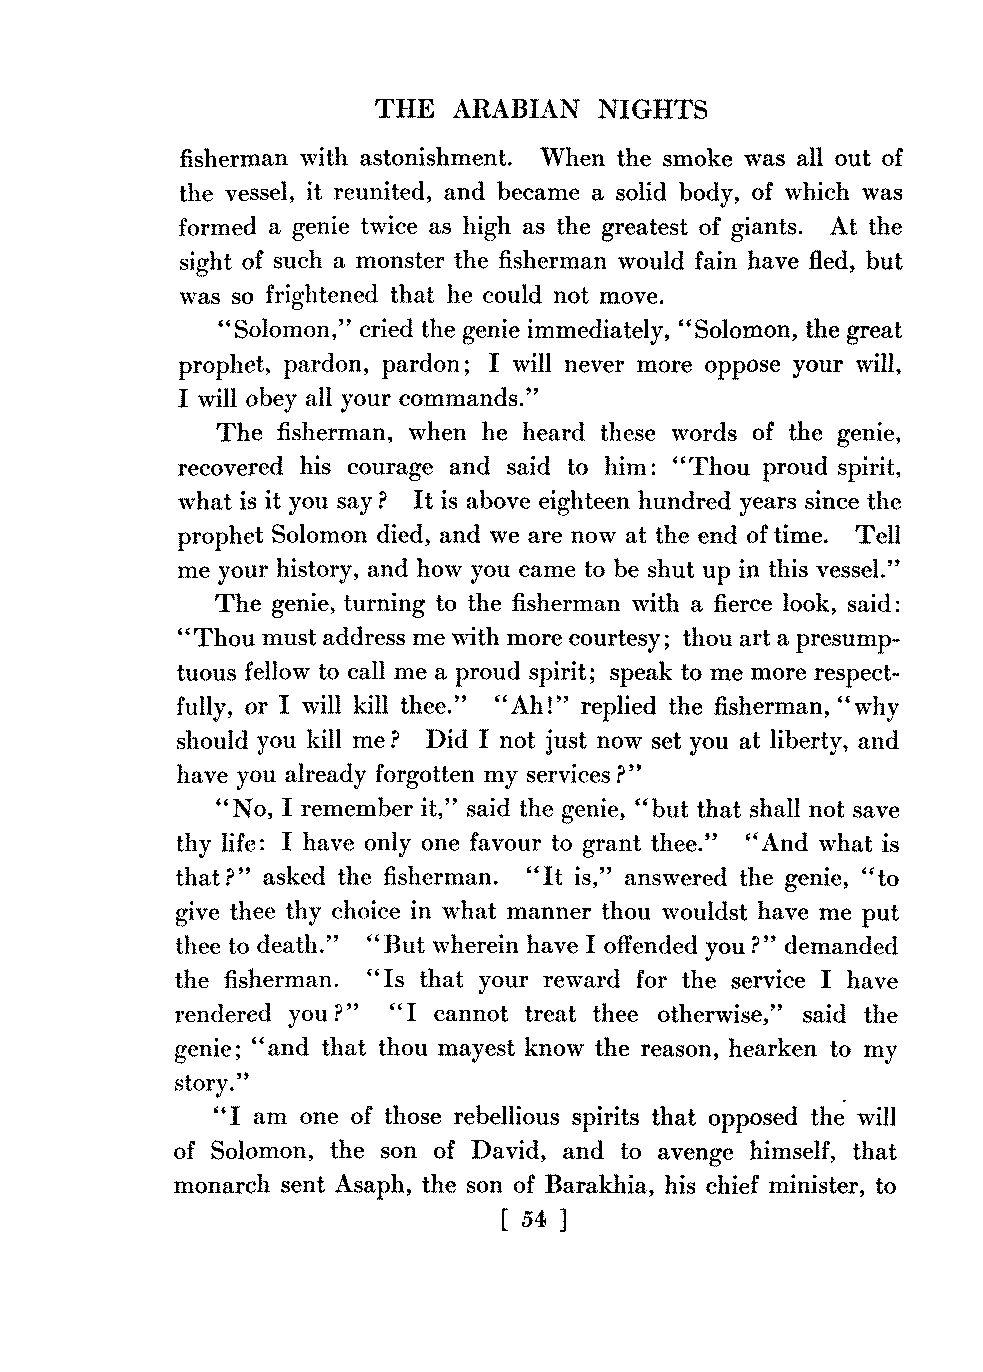 THE ARABIAN NIGHTS
fisherman with astonishment. When the smoke was all out of
the vessel, it reunited, and became a solid body, of which was
formed a genie twice as high as the greatest of giants. At the
sight of such a monster the fisherman would fain have fled, but
was so frightened that he could not move.
“Solomon,” cried the genie immediately, “Solomon, the great
prophet, pardon, pardon; I will never more oppose your will,
I will obey all your commands.”
The fisherman, when he heard these words of the genie,
recovered his courage and said to him: “Thou proud spirit,
what is it you say? It is above eighteen hundred years since the
prophet Solomon died, and we are now at the end of time. Tell
me your history, and how you came to be shut up in this vessel.”
The genie, turning to the fisherman with a fierce look, said:
“Thou must address me with more courtesy; thou art a presump-
tuous fellow to call me a proud spirit; speak to me more respect-
fully, or I will kill thee.” “Ah!” replied the fisherman, “why
should you kill me? Did I not just now set you at liberty, and
have you already forgotten my services?”
“No, I remember it,” said the genie, “but that shall not save
thy life: I have only one favour to grant thee.” “And what is
that?” asked the fisherman. “It is,” answered the genie, “to
give thee thy choice in what manner thou wouldst have me put
thee to death.” “But wherein have I offended you?” demanded
the fisherman. “Is that your reward for the service I have
rendered you?” “I cannot treat thee otherwise,” said the
genie; “and that thou mayest know the reason, hearken to my
story.”
“I am one of those rebellious spirits that opposed the will
of Solomon, the son of David, and to avenge himself, that
monarch sent Asaph, the son of Barakhia, his chief minister, to
[ 54 ]